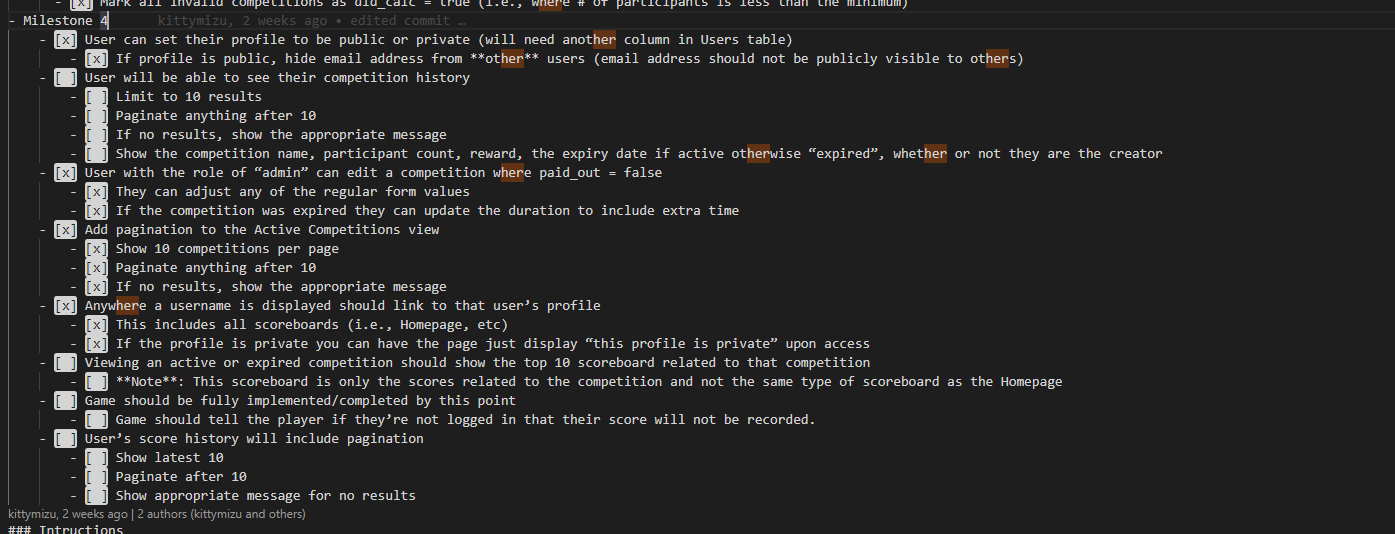 - [x] Mark all invalid competitions as did_calc = true (i.e., where # of participants is less than the minimum)
- Milestone 4 kittymizu, 2 weeks ago • edited commit …
- [x] User can set their profile to be public or private (will need another column in Users table)
- [x] If profile is public, hide email address from **other** users (email address should not be publicly visible to others)
- [ ] User will be able to see their competition history
- [ ] Limit to 10 results
- [ ] Paginate anything after 10
- [ ] If no results, show the appropriate message
- [ ] Show the competition name, participant count, reward, the expiry date if active otherwise “expired”, whether or not they are the creator
- [x] User with the role of “admin” can edit a competition where paid_out = false
- [x] They can adjust any of the regular form values
- [x] If the competition was expired they can update the duration to include extra time
- [x] Add pagination to the Active Competitions view
- [x] Show 10 competitions per page
- [x] Paginate anything after 10
- [x] If no results, show the appropriate message
- [x] Anywhere a username is displayed should link to that user’s profile
- [x] This includes all scoreboards (i.e., Homepage, etc)
- [x] If the profile is private you can have the page just display “this profile is private” upon access
- [ ] Viewing an active or expired competition should show the top 10 scoreboard related to that competition
- [ ] **Note**: This scoreboard is only the scores related to the competition and not the same type of scoreboard as the Homepage
- [ ] Game should be fully implemented/completed by this point
- [ ] Game should tell the player if they’re not logged in that their score will not be recorded.
- [ ] User’s score history will include pagination
- [ ] Show latest 10
- [ ] Paginate after 10
- [ ] Show appropriate message for no results
kittymizu, 2 weeks ago | 2 authors (kittymizu and others)
### Intructions